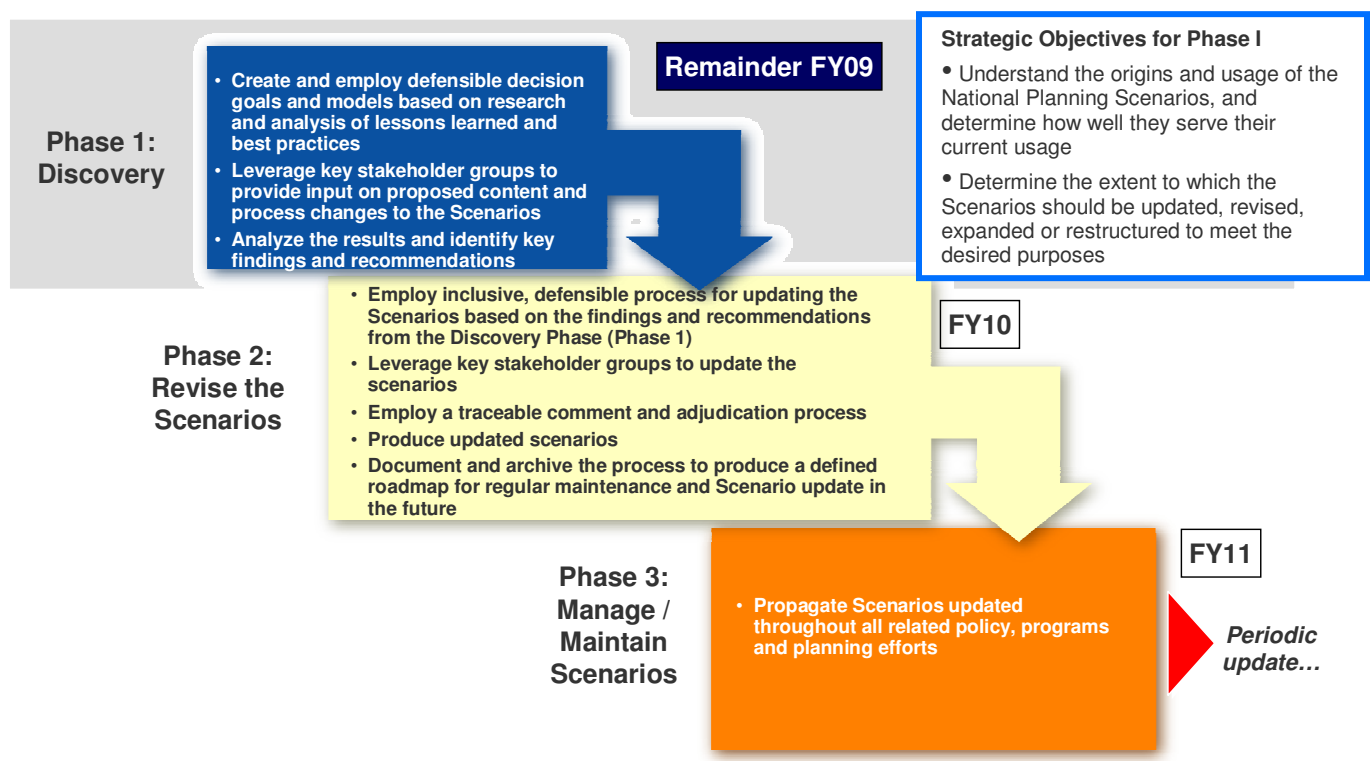 Phase 1:
Discovery
• Create and employ defensible decision
goals and models based on research
and analysis of lessons learned and
best practices
• Leverage key stakeholder groups to
provide input on proposed content and
process changes to the Scenarios
• Analyze the results and identify key
findings and recommendations
Remainder FY09
Strategic Objectives for Phase I
• Understand the origins and usage of the
National Planning Scenarios, and
determine how well they serve their
current usage
• Determine the extent to which the
Scenarios should be updated, revised,
expanded or restructured to meet the
desired purposes
Phase 2:
Revise the
Scenarios
• Employ inclusive, defensible process for updating the
Scenarios based on the findings and recommendations
from the Discovery Phase (Phase 1)
• Leverage key stakeholder groups to update the
scenarios
• Employ a traceable comment and adjudication process
• Produce updated scenarios
• Document and archive the process to produce a defined
roadmap for regular maintenance and Scenario update in
the future
FY10
Phase 3:
Manage /
Maintain
Scenarios
• Propagate Scenarios updated
throughout all related policy, programs
and planning efforts
FY11
Periodic
update…